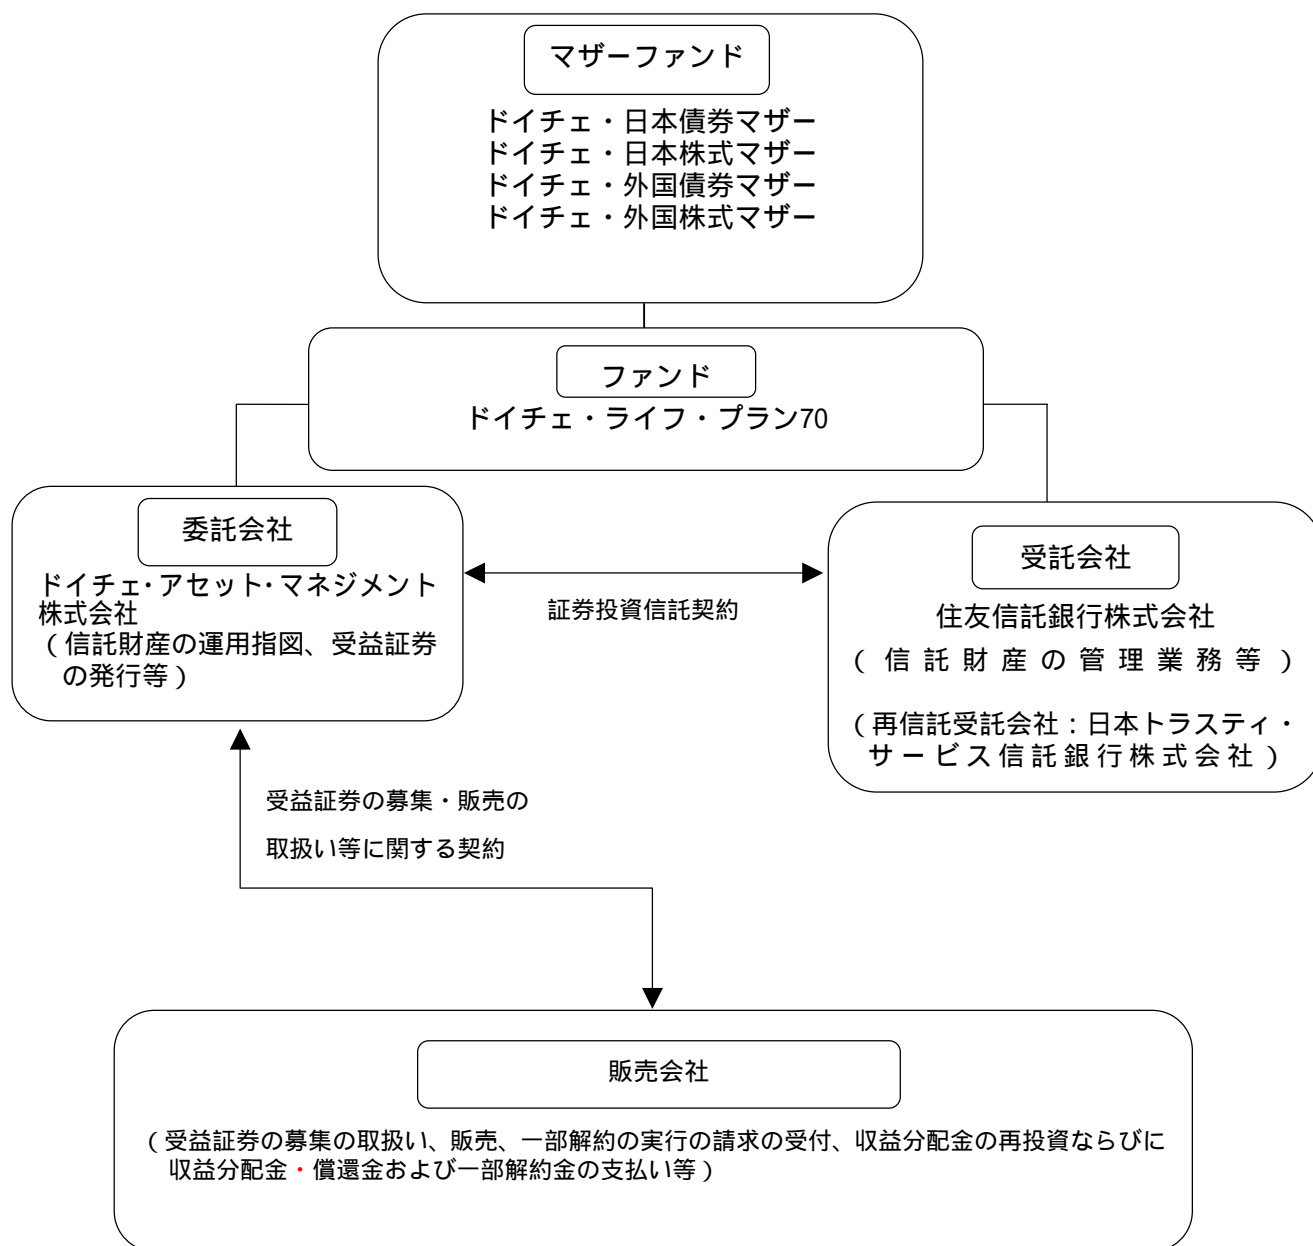 マザーファンド
ドイチェ・日本債券マザー
ドイチェ・日本株式マザー
ドイチェ・外国債券マザー
ドイチェ・外国株式マザー
ファンド
ドイチェ・ライフ・プラン70
委託会社
ドイチェ・アセット・マネジメント
株式会社
（信託財産の運用指図、受益証券
の発行等）
証券投資信託契約
受託会社
住友信託銀行株式会社
（信託財産の管理業務等）
（再信託受託会社：日本トラスティ・
サービス信託銀行株式会社）
受益証券の募集・販売の
取扱い等に関する契約
販売会社
（受益証券の募集の取扱い、販売、一部解約の実行の請求の受付、収益分配金の再投資ならびに
収益分配金・償還金および一部解約金の支払い等）